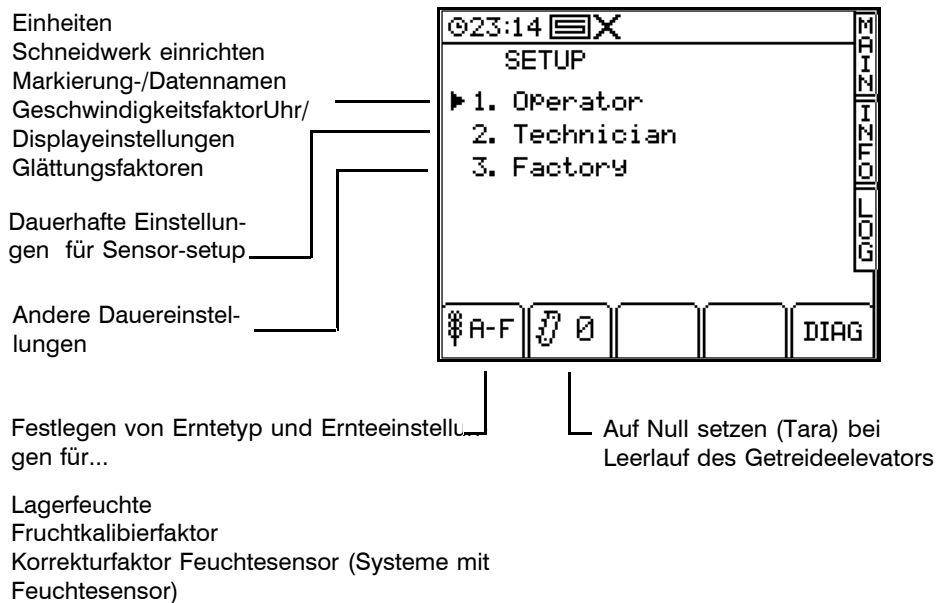 Einheiten
Schneidwerk einrichten
Markierung-/Datennamen
GeschwindigkeitsfaktorUhr/
Displayeinstellungen
Glättungsfaktoren
Dauerhafte Einstellun-
gen für Sensor-setup
Andere Dauereinstel-
lungen
23:14
SETUP
1. Operator
2. Technician
3. Factory
MAIN
INFO
LOG
A-F
0
DIAG
Festlegen von Erntetyp und Ernteeinstellun
gen für...
Auf Null setzen (Tara) bei
Leerlauf des Getreideelevators
Lagerfeuchte
Fruchtkalibierfaktor
Korrekturfaktor Feuchtesensor (Systeme mit
Feuchtesensor)